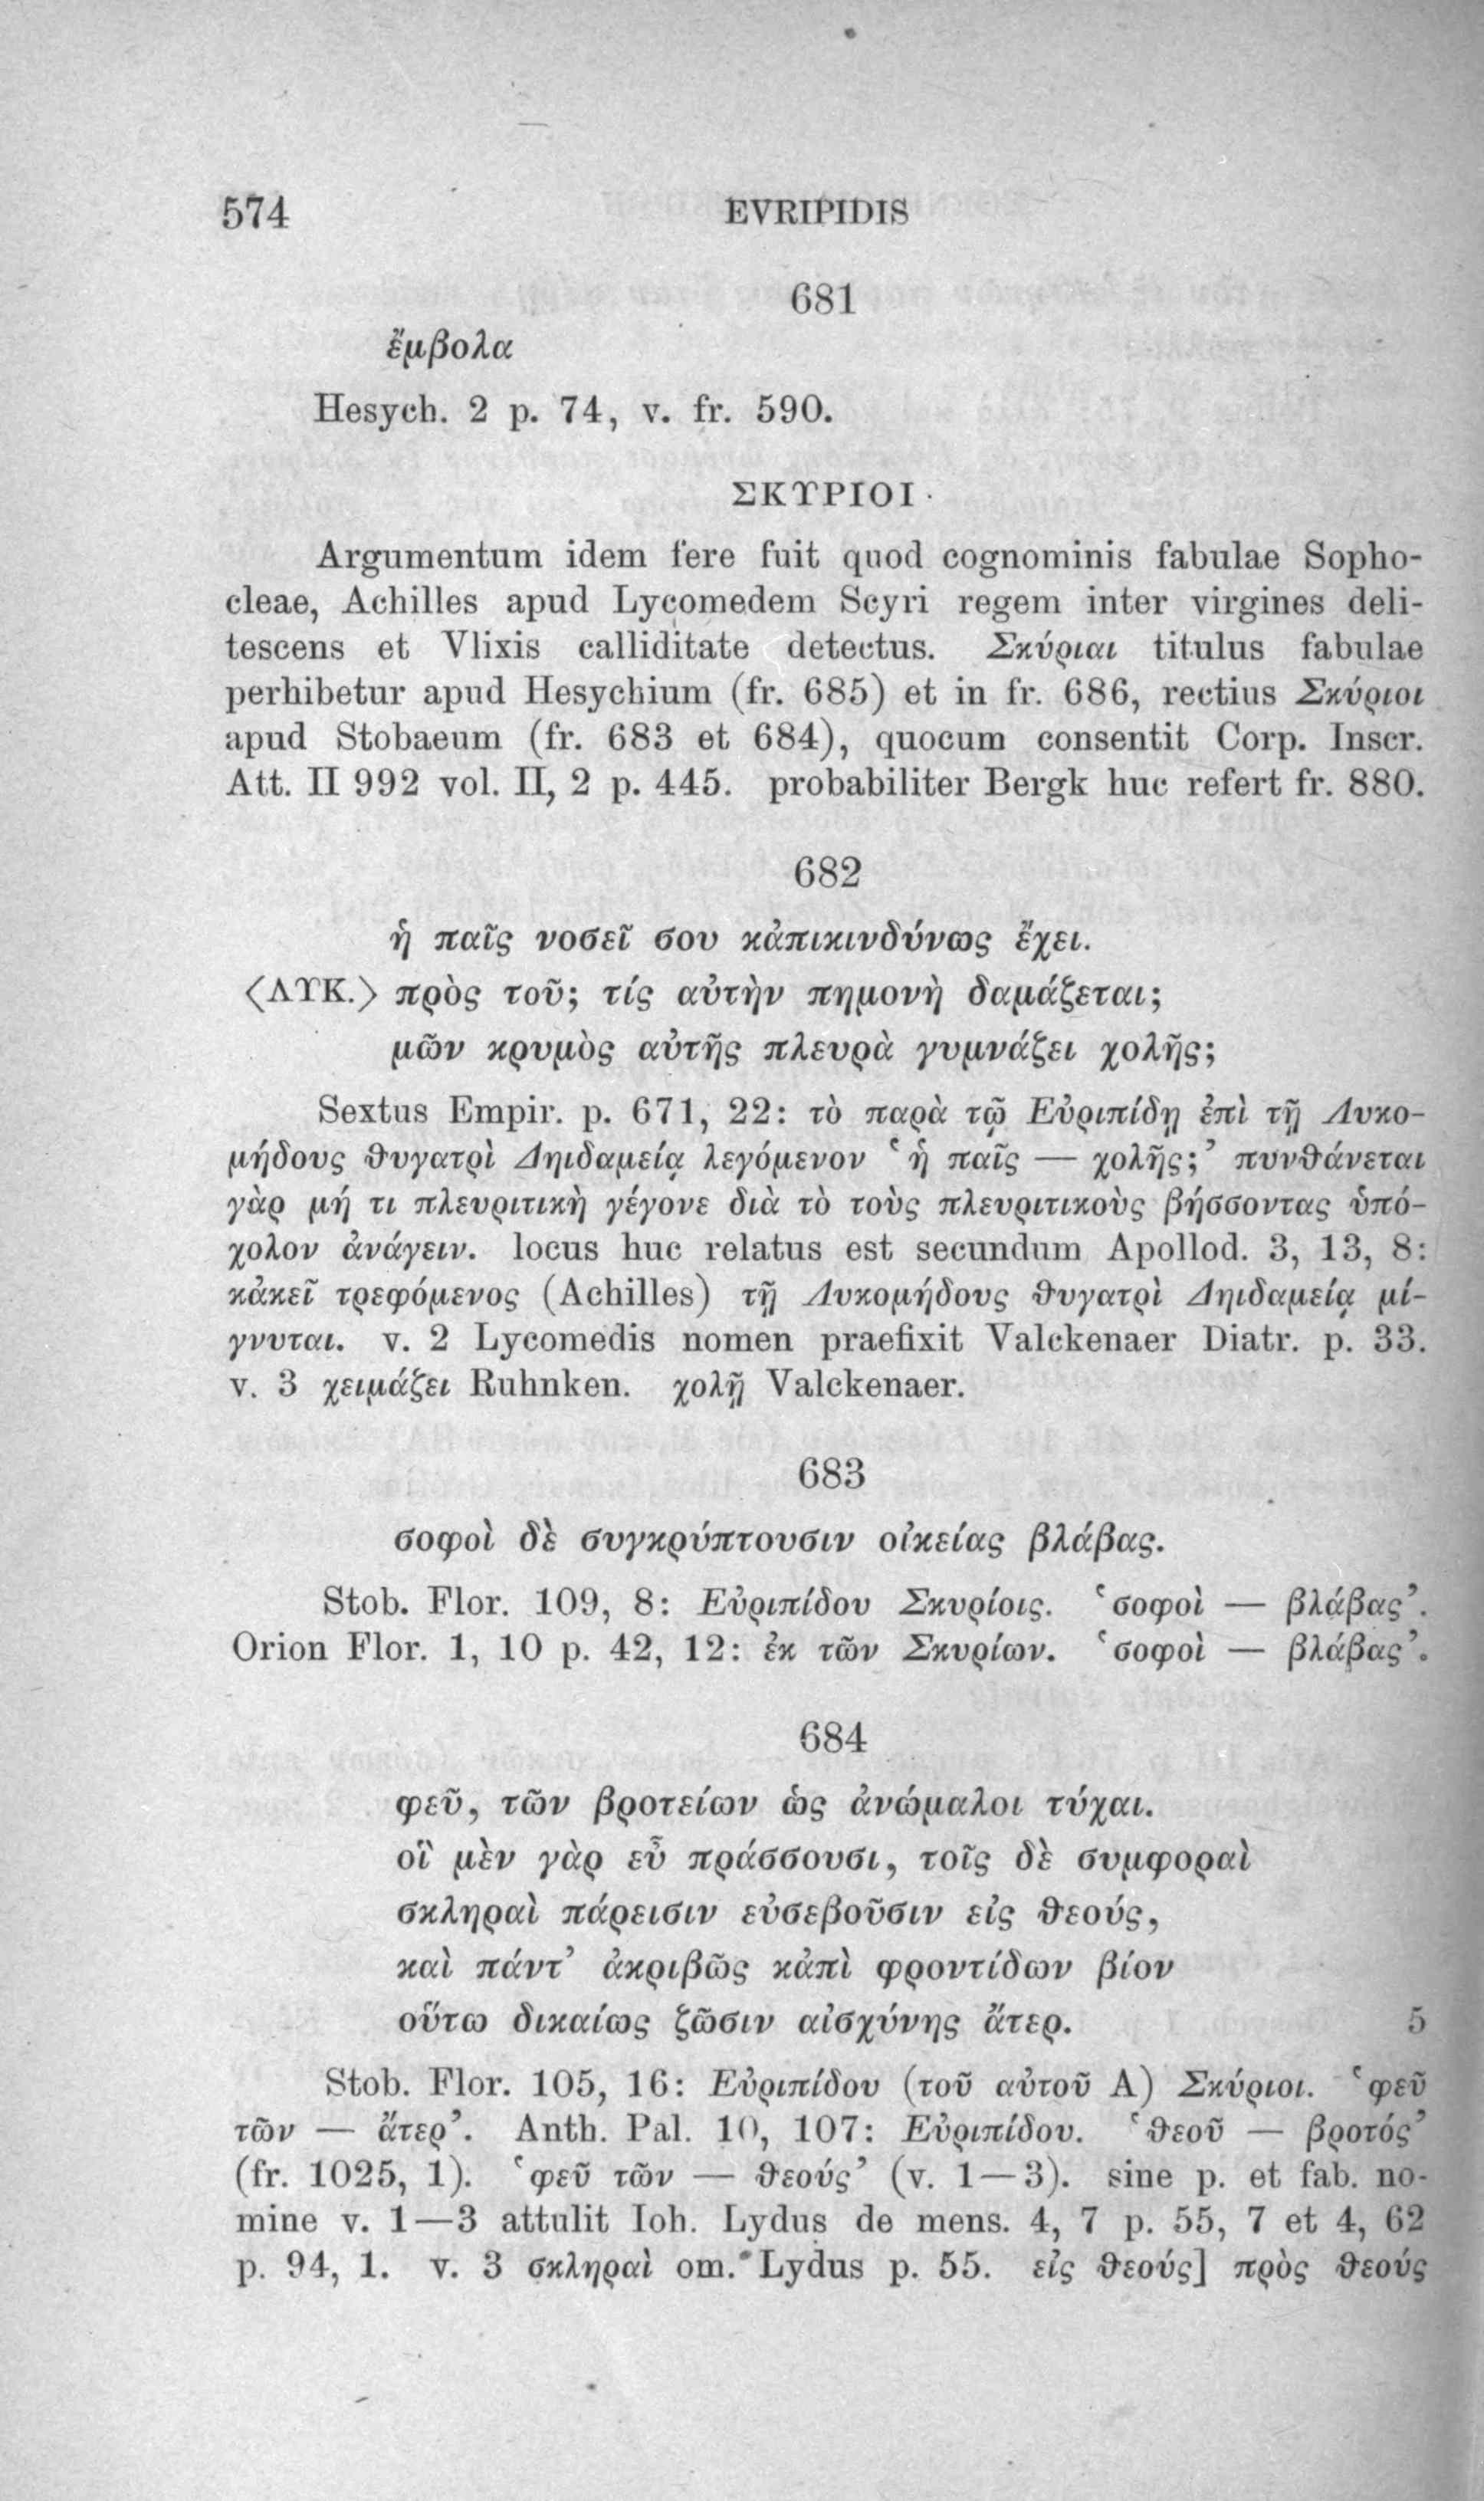 574 EVRIPIDIS
681
ἔμβολα
Hesych. 2 p. 74, v. fr. 590.
ΣΚΥΡΙΟΙ.
Argumentum idem fere fuit quod cognominis fabulae Sopho-
cleae, Achilles apud Lycomedem Scyri regem inter virgines deli-
tescens et Vlixis calliditate detectus. Σκύριαι titulus fabulae
perhibetur apud Hesychium (fr. 685) et in fr. 686, rectius Σκύριοι
apud Stobaeum (fr. 683 et 684), quocum consentit Corp. Inscr.
Att. II 992 vol. II, 2 p. 445. probabiliter Bergk huc refert fr. 880.
682
ἡ παῖς νοσεῖ σου κἀπικινδύνως ἔχει.
⟨ΛΥΚ.⟩ πρὸς τοῦ; τίς αὐτὴν πημονὴ δαμάζεται;
μῶν κρυμὸς αὐτῆς πλευρὰ γυμνάζει χολῆς;
Sextus Empir. p. 671, 22: τὸ παρὰ τῷ Εὐριπίδῃ ἐπὶ τῇ Λυκο-
μήδους θυγατρὶ Δηιδαμείᾳ λεγόμενον ‘ἡ παῖς — χολῆς;’ πυνθάνεται
γὰρ μή τι πλευριτικὴ γέγονε διὰ τὸ τοὺς πλευριτικοὺς βήσσοντας ὑπό-
χολον ἀνάγειν. locus huc relatus est secundum Apollod. 3, 13, 8:
κἀκεῖ τρεφόμενος (Achilles) τῇ Λυκομήδους θυγατρὶ Δηιδαμείᾳ μί-
γνυται. v. 2 Lycomedis nomen praefixit Valckenaer Diatr. p. 33.
v. 3 χειμάζει Ruhnken. χολῇ Valckenaer.
683
σοφοὶ δὲ συγκρύπτουσιν οἰκείας βλάβας.
Stob. Flor. 109, 8: Εὐριπίδου Σκυρίοις. ‘σοφοὶ — βλάβας’.
Orion Flor. 1, 10 p. 42, 12: ἐκ τῶν Σκυρίων. ‘σοφοὶ — βλάβας’.
684
φεῦ, τῶν βροτείων ὡς ἀνώμαλοι τύχαι.
οἳ μὲν γὰρ εὖ πράσσουσι, τοῖς δὲ συμφοραὶ
σκληραὶ πάρεισιν εὐσεβοῦσιν εἰς θεούς,
καὶ πάντ’ ἀκριβῶς κἀπὶ φροντίδων βίον
οὕτω δικαίως ζῶσιν αἰσχύνης ἄτερ. 5
Stob. Flor. 105, 16: Εὐριπίδου (τοῦ αὐτοῦ A) Σκύριοι. ‘φεῦ
τῶν — ἄτερ’. Anth. Pal. 10, 107: Εὐριπίδου. ‘θεοῦ — βροτός’
(fr. 1025, 1). ‘φεῦ τῶν — θεούς’ (v. 1—3). sine p. et fab. no-
mine v. 1—3 attulit Ioh. Lydus de mens. 4, 7 p. 55, 7 et 4, 62
p. 94, 1. v. 3 σκληραὶ om. Lydus p. 55. εἰς θεούς] πρὸς θεούς